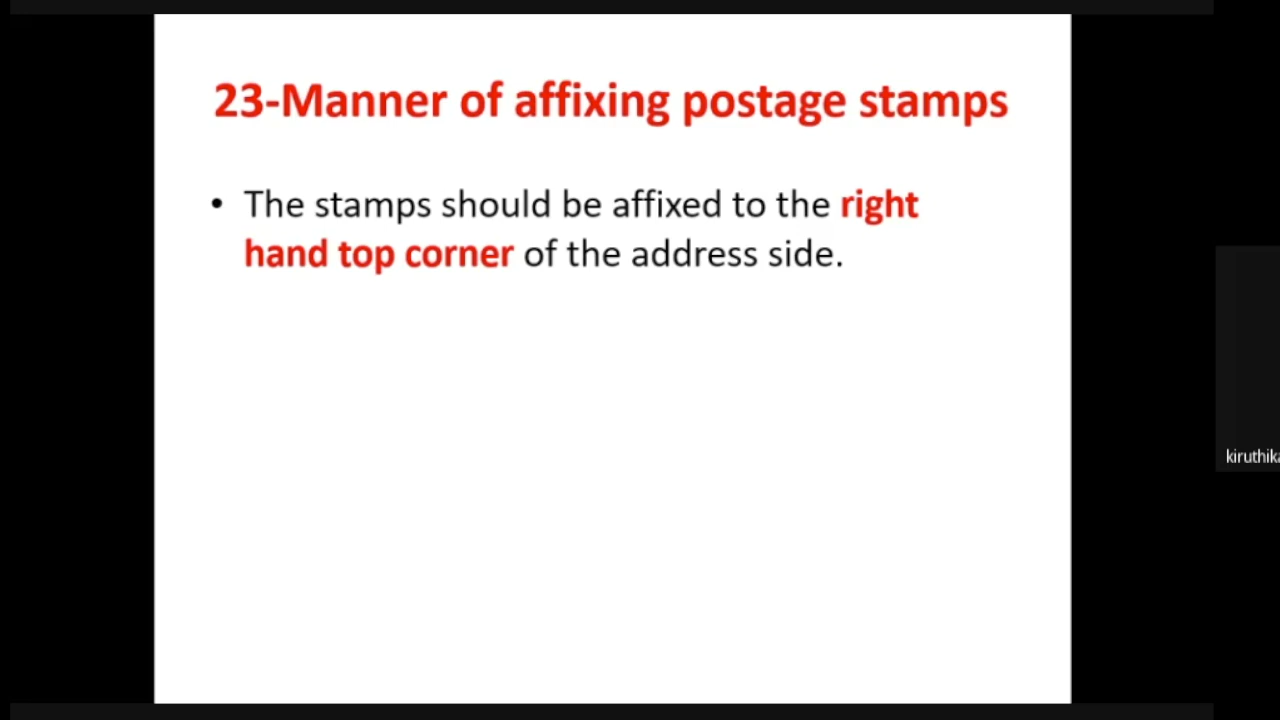 23-Manner of affixing postage stamps
• The stamps should be affixed to the right
hand top corner of the address side.
kiruthika